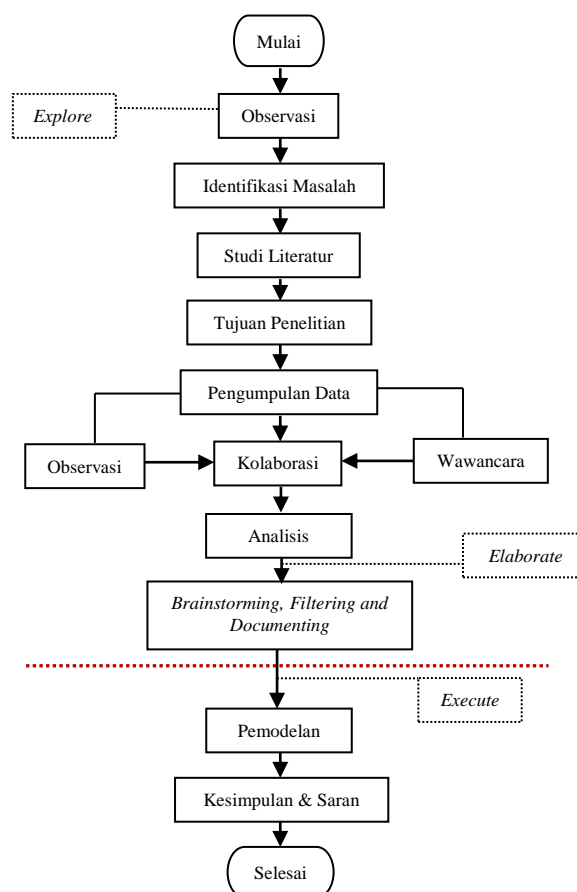 Mulai
Explore
Observasi
Identifikasi Masalah
Studi Literatur
Tujuan Penelitian
Pengumpulan Data
Observasi
Kolaborasi
Wawancara
Analisis
Elaborate
Brainstorming, Filtering and
Documenting
Execute
Pemodelan
Kesimpulan & Saran
Selesai